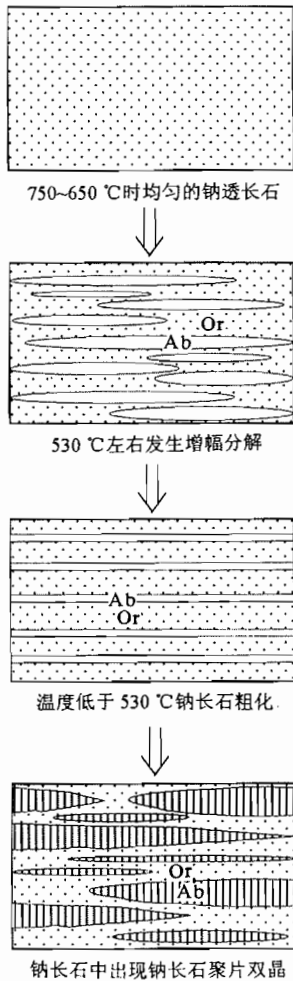 750~650 ℃时均匀的钠透长石
Or
Ab
530 ℃左右发生增幅分解
Ab
Or
温度低于 530 ℃钠长石粗化
Or
Ab
钠长石中出现钠长石聚片双晶